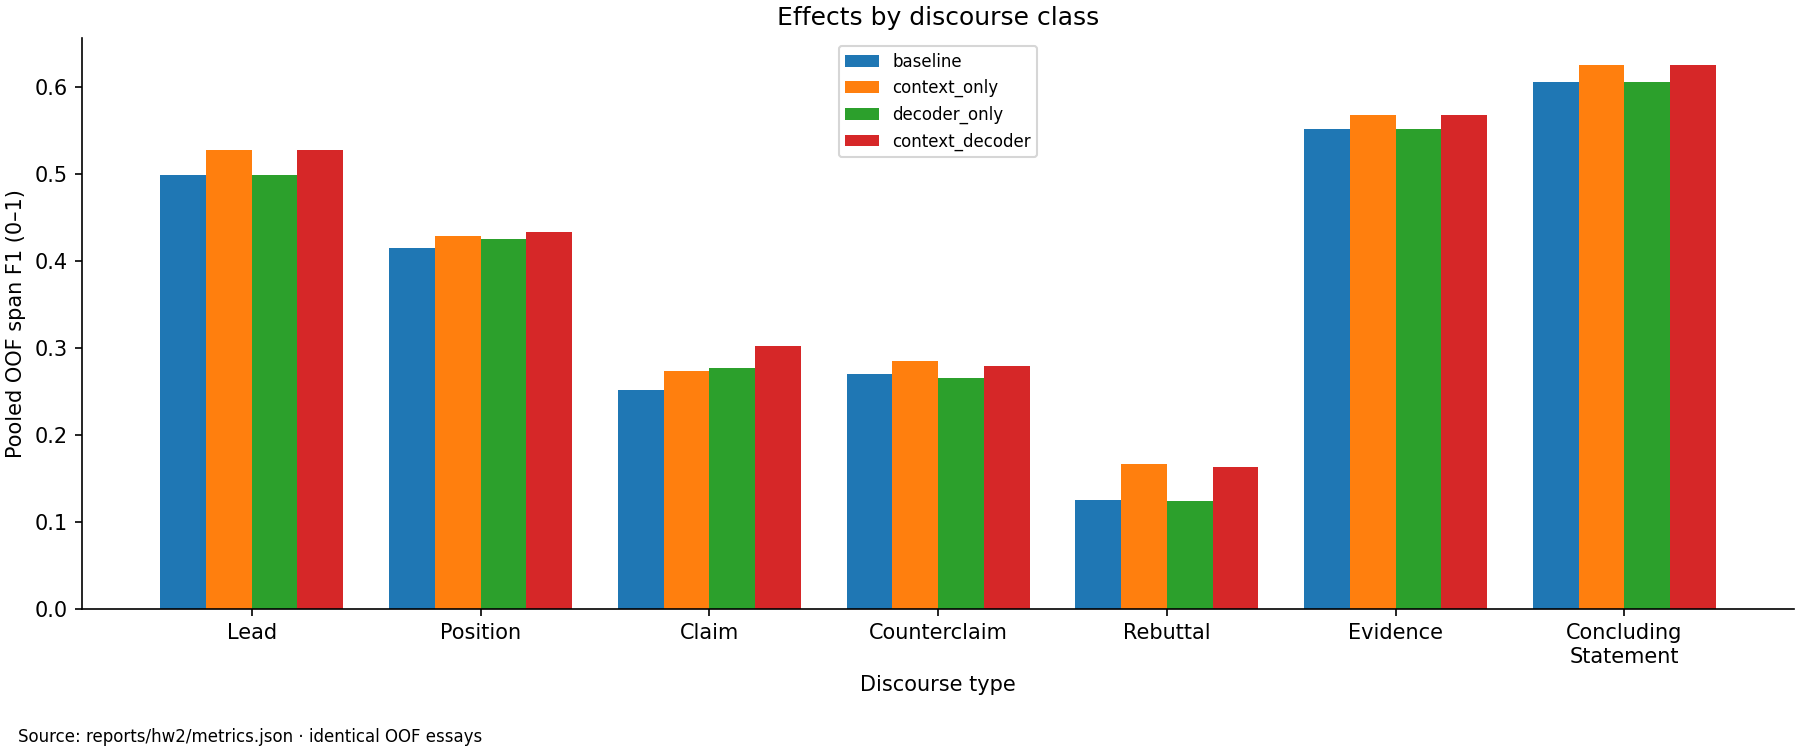 Effects by discourse class
baseline
context_only
decoder_only
context_decoder
Pooled OOF span F1 (0–1)
0.6
0.5
0.4
0.3
0.2
0.1
0.0
Lead
Position
Claim
Counterclaim
Rebuttal
Evidence
Concluding
Statement
Discourse type
Source: reports/hw2/metrics.json · identical OOF essays